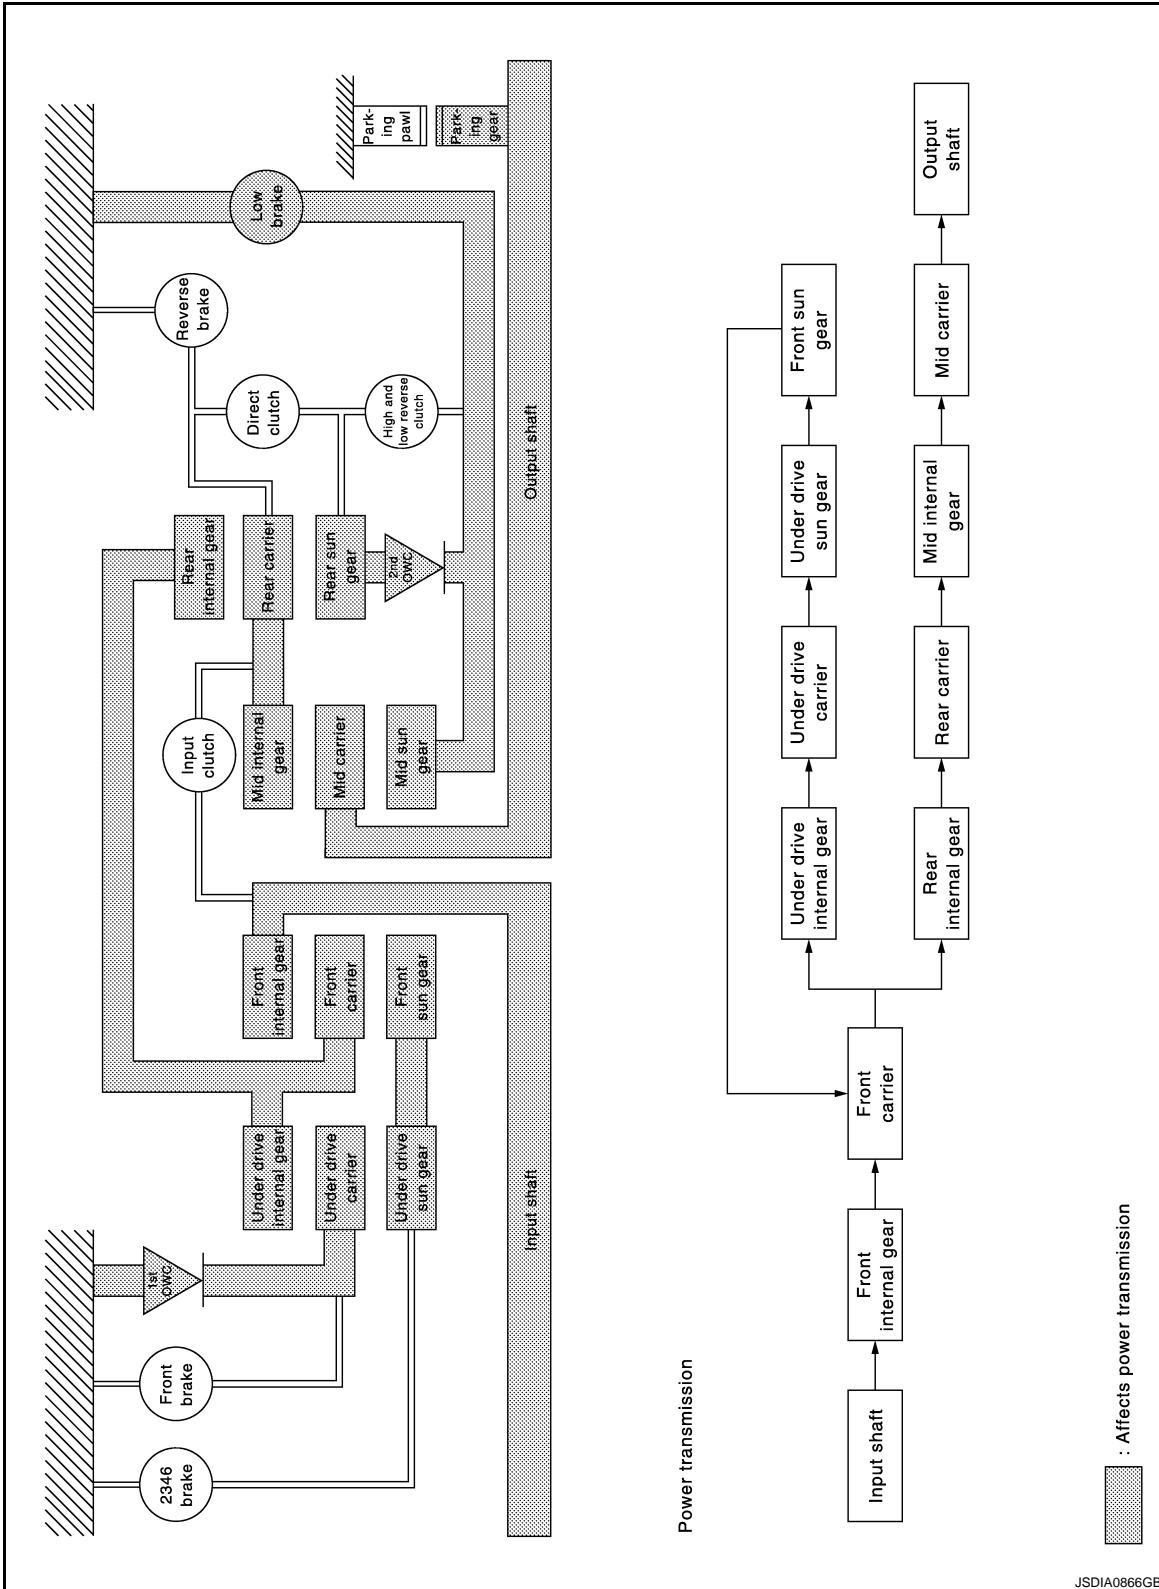 2346
brake
Front
brake
1st
OWC
Under drive
internal gear
Under drive
carrier
Under drive
sun gear
Front
internal gear
Front
carrier
Front
sun gear
Input shaft
Input
clutch
Mid internal
gear
Mid carrier
Mid sun
gear
Rear
internal gear
Rear carrier
Rear sun
gear
2nd
OWC
Direct
clutch
High and
low reverse
clutch
Reverse
brake
Low
brake
Park-
ing
pawl
Park-
ing
gear
Output shaft
Power transmission
Input shaft
Front
internal gear
Front
carrier
Under drive
internal gear
Under drive
carrier
Under drive
sun gear
Front sun
gear
Rear
internal gear
Rear carrier
Mid internal
gear
Mid carrier
Output
shaft
: Affects power transmission
JSDIA0866GB